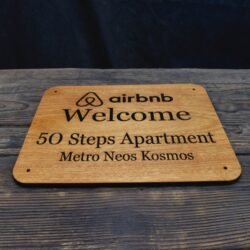 airbnb
Welcome
50 Steps Apartment
Metro Neos Kosmos